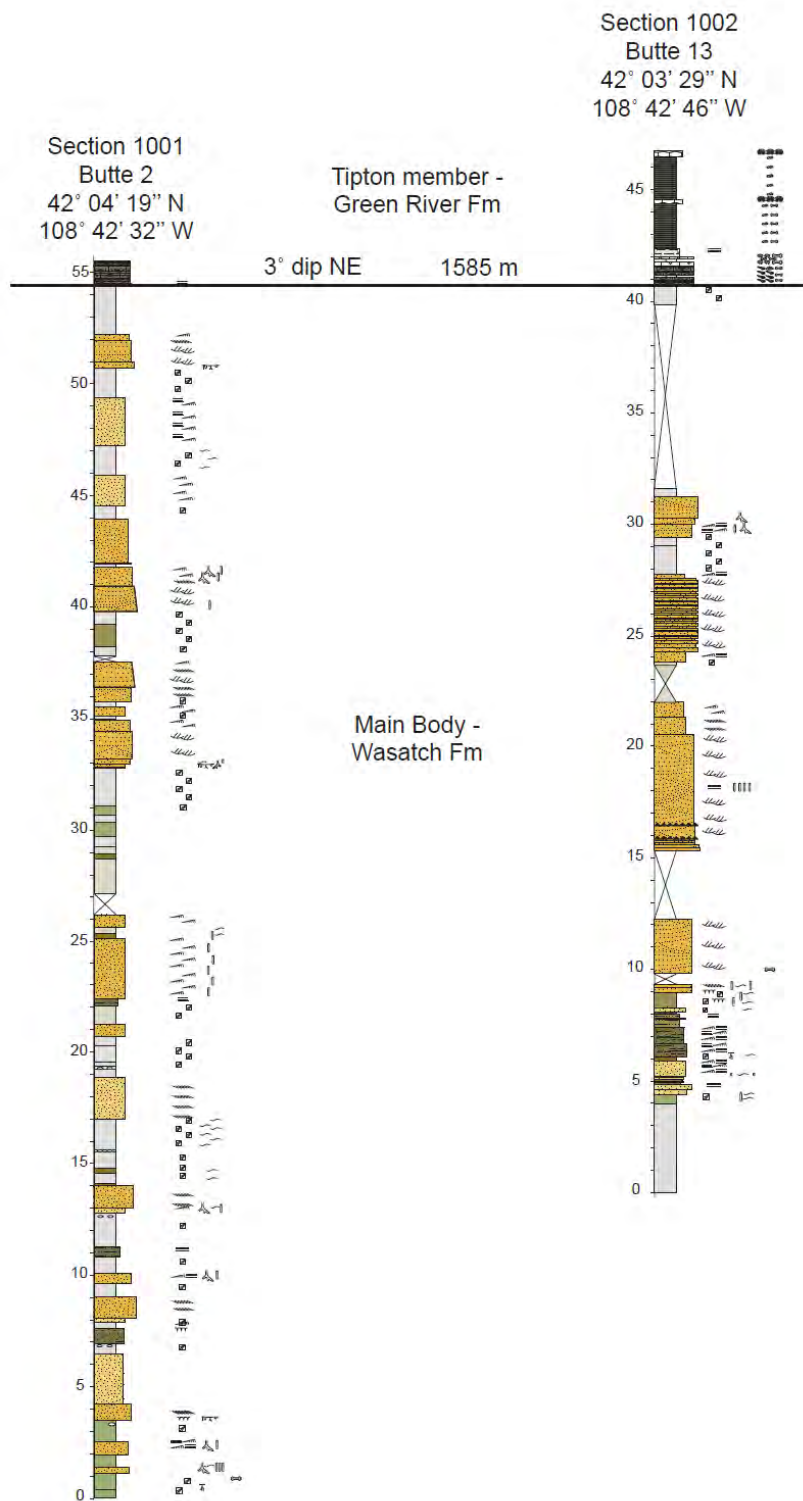 Section 1002
Butte 13
42° 03' 29” N
108° 42' 46” W
Section 1001
Butte 2
42° 04' 19” N
108° 42' 32” W
Tipton member -
Green River Fm
3° dip NE 1585 m
Main Body -
Wasatch Fm
55
50
45
40
35
30
25
20
15
10
5
0
45
40
35
30
25
20
15
10
5
0